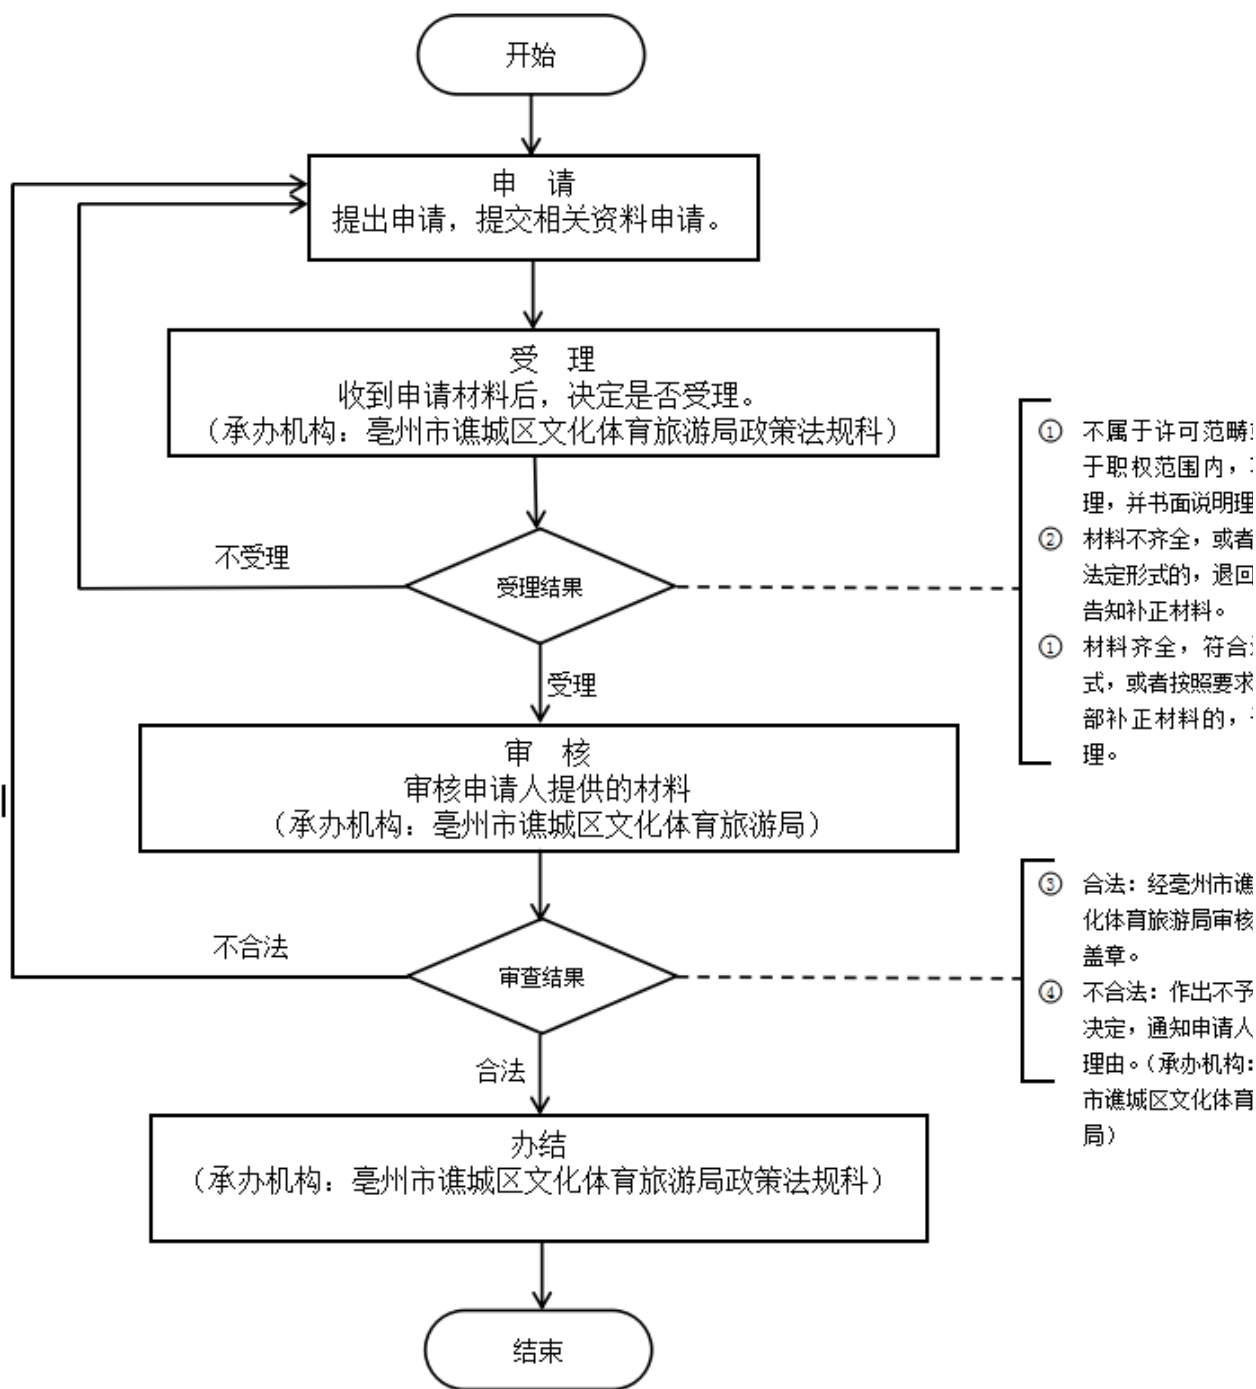 开始
申 请
提出申请，提交相关资料申请。
受 理
收到申请材料后，决定是否受理。
（承办机构：亳州市谯城区文化体育旅游局政策法规科）
不受理
受理结果
受理
① 不属于许可范畴
于职权范围内，
理，并书面说明理
② 材料不齐全，或者
法定形式的，退回
告知补正材料。
① 材料齐全，符合
式，或者按照要求
部补正材料的，
理。
审 核
审核申请人提供的材料
（承办机构：亳州市谯城区文化体育旅游局）
不合法
审查结果
合法
③ 合法：经亳州市谯
化体育旅游局审核
盖章。
④ 不合法：作出不予
决定，通知申请人
理由。（承办机构：
市谯城区文化体育
局）
办结
（承办机构：亳州市谯城区文化体育旅游局政策法规科）
结束